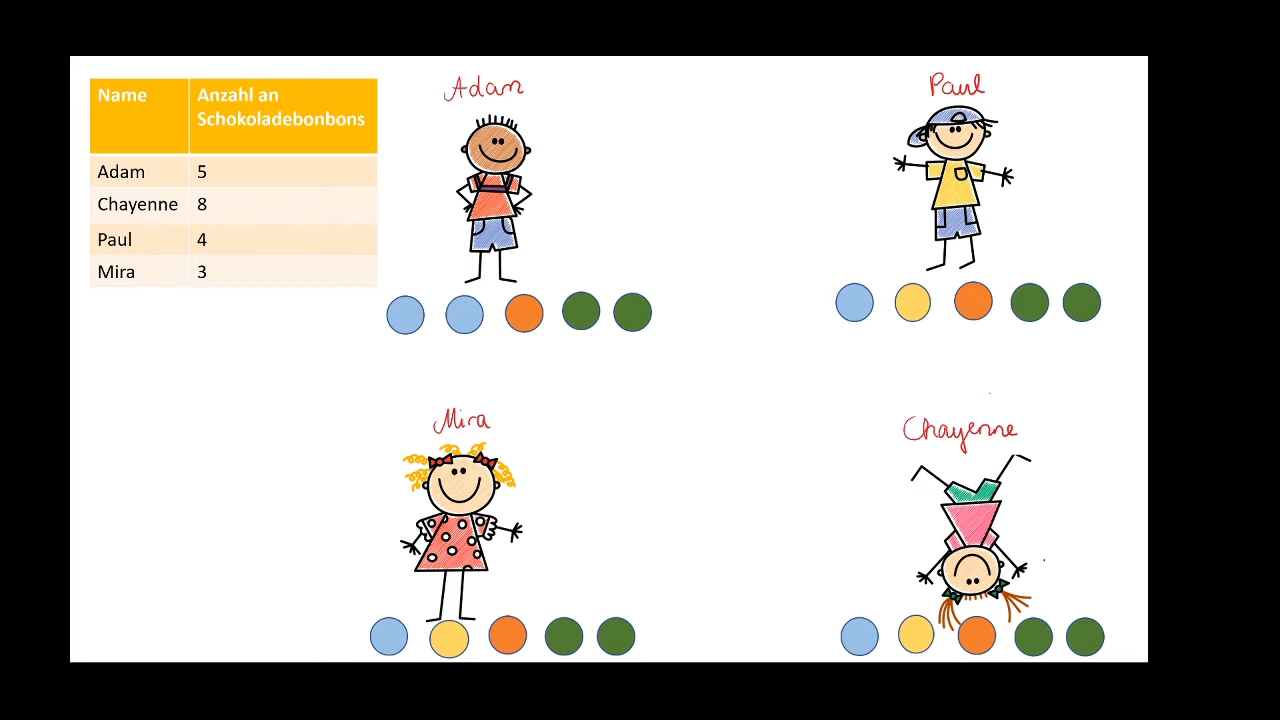 Name Anzahl an
Schokoladebonbons
Adam 5
Chayenne 8
Paul 4
Mira 3
Adam
Paul
Mira
Chayenne